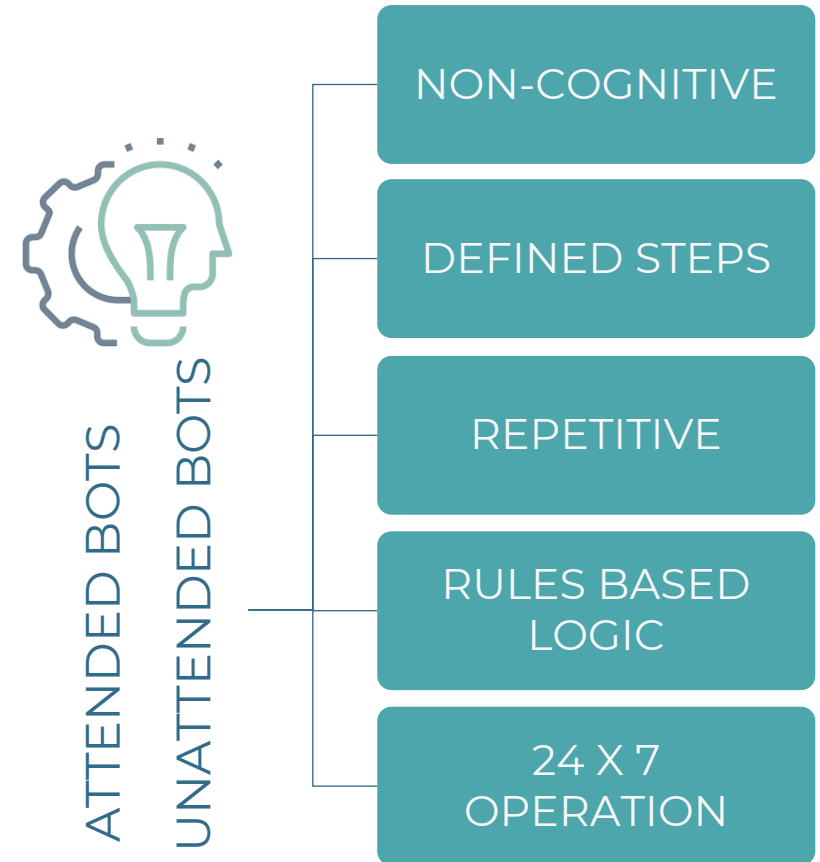 ATTENDED BOTS
UNATTENDED BOTS
NON-COGNITIVE
DEFINED STEPS
REPETITIVE
RULES BASED
LOGIC
24 X 7
OPERATION